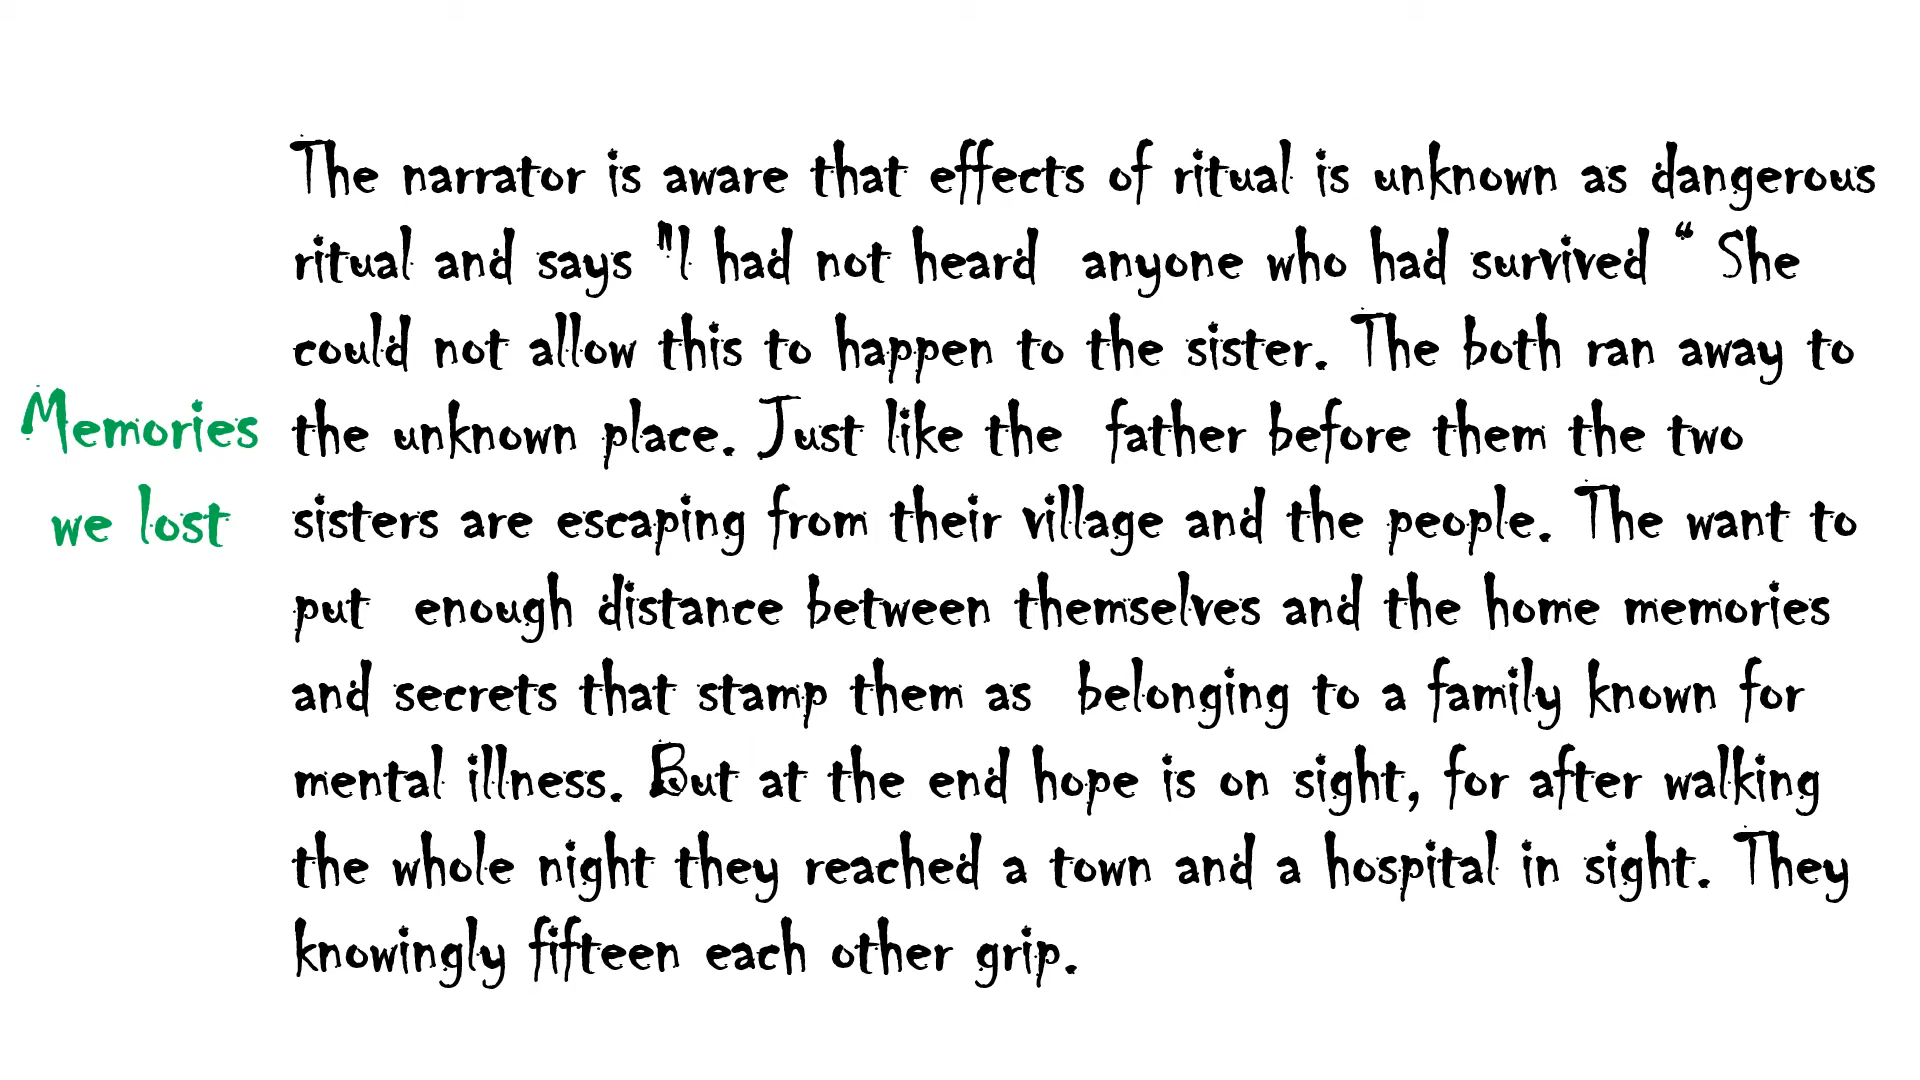 Memories
we lost
The narrator is aware that effects of ritual is unknown as dangerous
ritual and says "I had not heard anyone who had survived “ She
could not allow this to happen to the sister. The both ran away to
the unknown place. Just like the father before them the two
sisters are escaping from their village and the people. The want to
put enough distance between themselves and the home memories
and secrets that stamp them as belonging to a family known for
mental illness. But at the end hope is on sight, for after walking
the whole night they reached a town and a hospital in sight. They
knowingly fifteen each other grip.